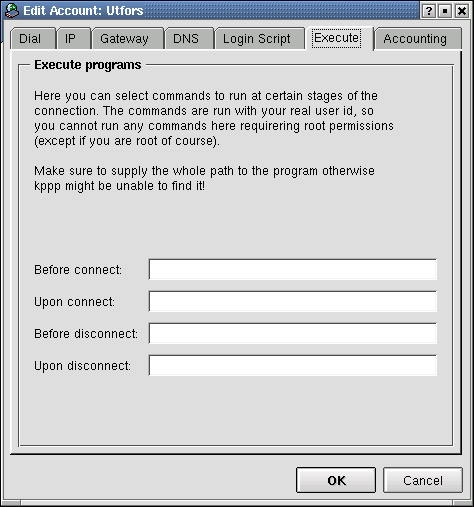 Edit Account: Utfors
Dial IP Gateway DNS Login Script Execute Accounting
Execute programs
Here you can select commands to run at certain stages of the
connection. The commands are run with your real user id, so
you cannot run any commands here requirering root permissions
(except if you are root of course).
Make sure to supply the whole path to the program otherwise
kppp might be unable to find it!
Before connect:
Upon connect:
Before disconnect:
Upon disconnect:
OK Cancel